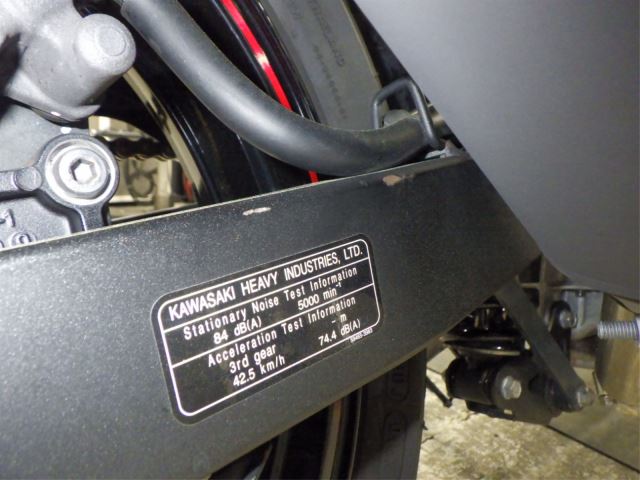 KAWASAKI HEAVY INDUSTRIES, LTD.
Stationary Noise Test Information
84 dB(A) 5000 min⁻¹
Acceleration Test Information
3rd gear - m
42.5 km/h 74.4 dB(A)